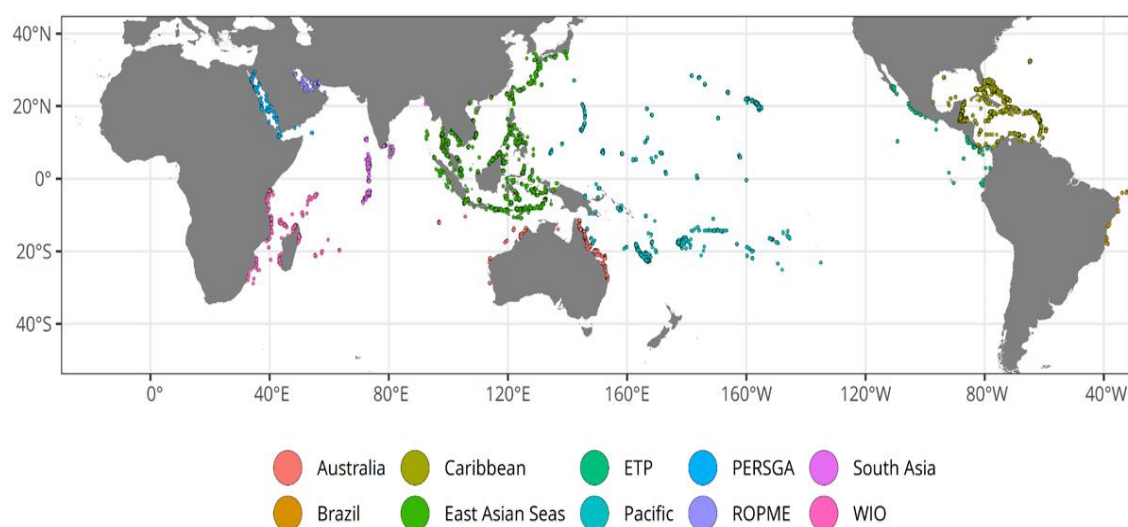 40°N
20°N
0°
20°S
40°S
0°
40°E
80°E
120°E
160°E
160°W
120°W
80°W
40°W
Australia
Caribbean
ETP
PERSGA
South Asia
Brazil
East Asian Seas
Pacific
ROPME
WIO